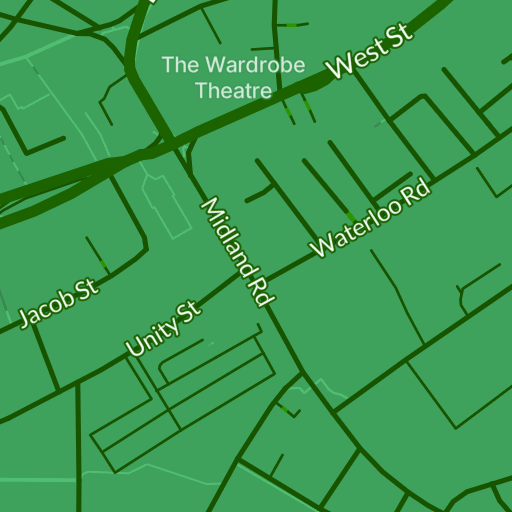 West St
The Wardrobe
Theatre
Waterloo Rd
Midland Rd
Jacob St
Unity St